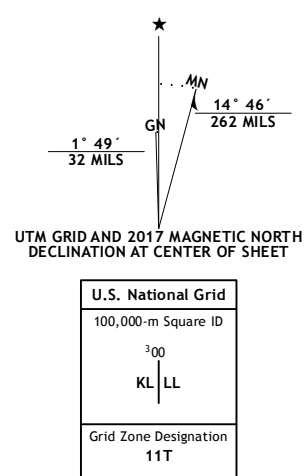 ★
MN
GN
14° 46´
262 MILS
1° 49´
32 MILS
UTM GRID AND 2017 MAGNETIC NORTH
DECLINATION AT CENTER OF SHEET
U.S. National Grid
100,000-m Square ID
³00
KL LL
Grid Zone Designation
11T